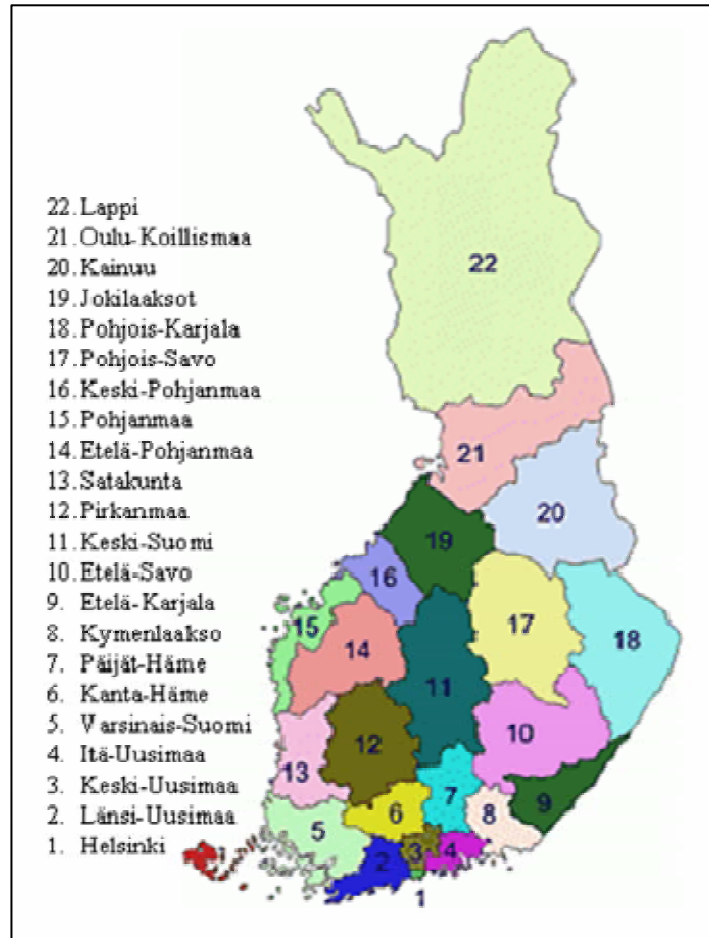 22. Lappi
21. Oulu-Koillismaa
20. Kainuu
19. Jokilaaksot
18. Pohjois-Karjala
17. Pohjois-Savo
16. Keski-Pohjanmaa
15. Pohjanmaa
14. Etelä-Pohjanmaa
13. Satakunta
12. Pirkanmaa
11. Keski-Suomi
10. Etelä-Savo
9. Etelä-Karjala
8. Kymenlaakso
7. Päijät-Häme
6. Kanta-Häme
5. Varsinais-Suomi
4. Itä-Uusimaa
3. Keski-Uusimaa
2. Länsi-Uusimaa
1. Helsinki
22
21
20
19
16
17
15
18
14
11
10
12
13
7
9
6
8
5
3
4
2
1